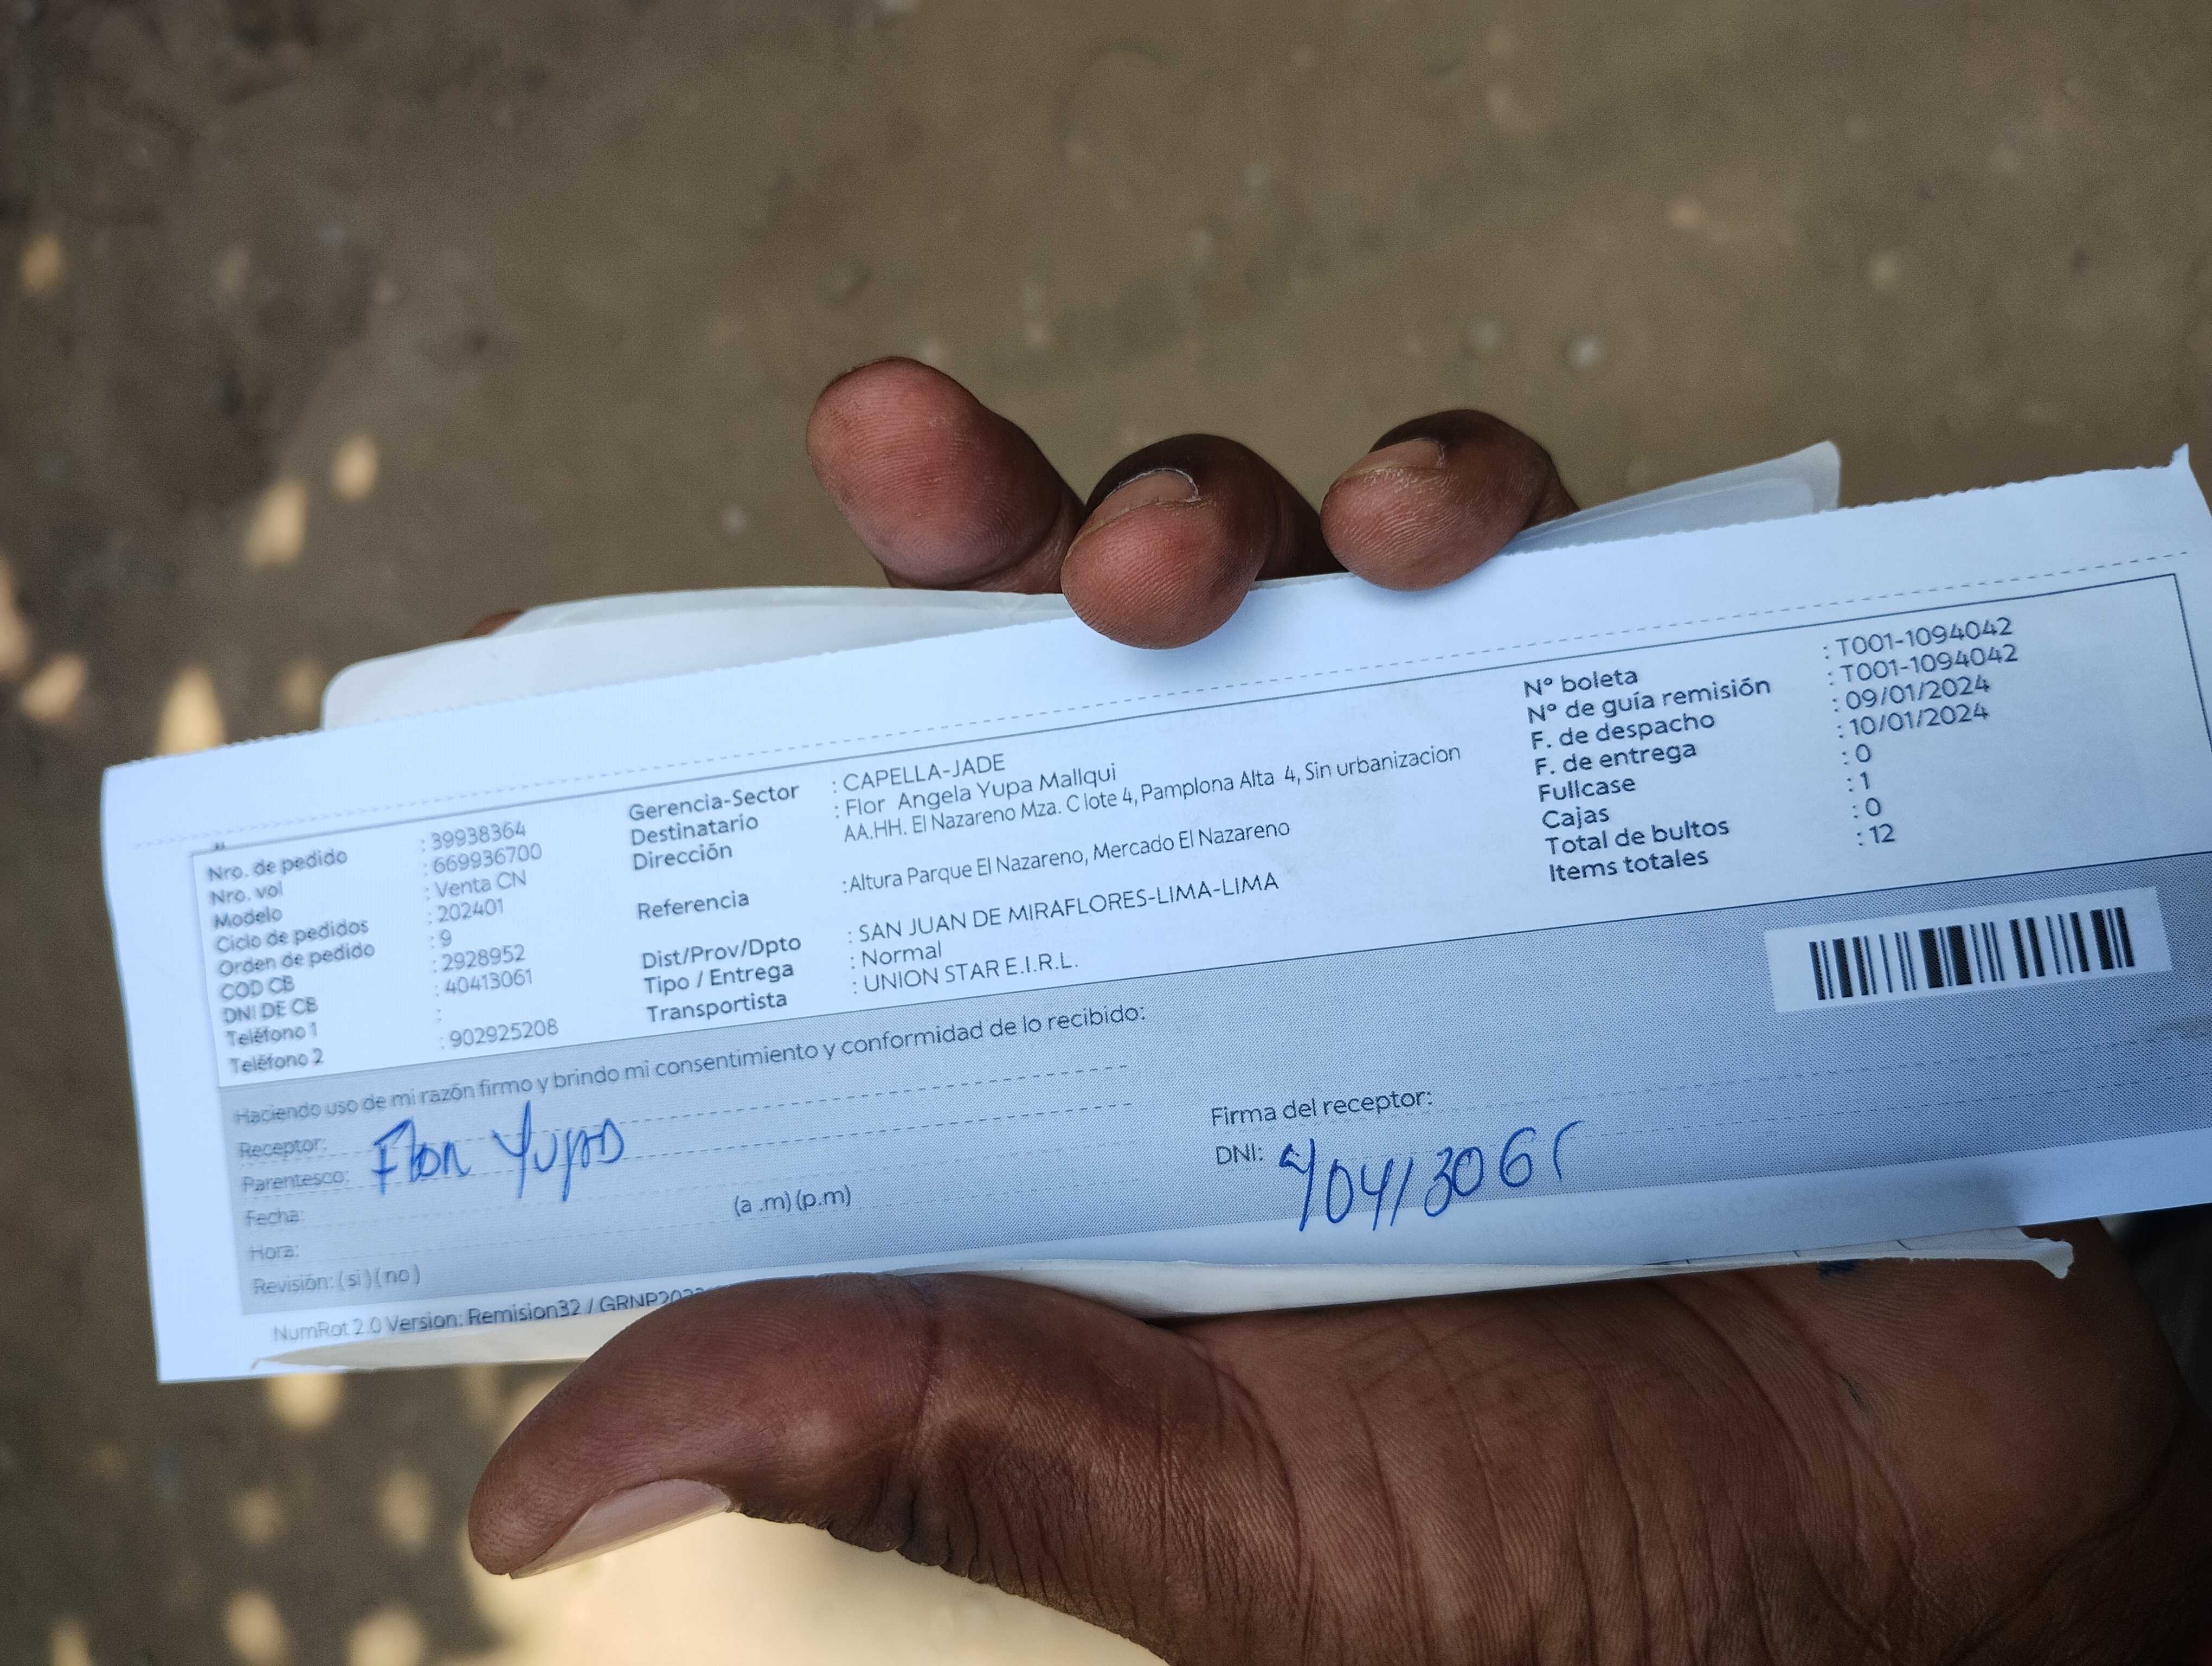 Nro. de pedido : 39938364
Nro. vol : 669936700
Modelo : Venta CN
Ciclo de pedidos : 202401
Orden de pedido : 9
COD CB : 2928952
DNI DE CB : 40413061
Teléfono 1 :
Teléfono 2 : 902925208
Gerencia-Sector : CAPELLA-JADE
Destinatario : Flor Angela Yupa Mallqui
Dirección AA.HH. El Nazareno Mza. C lote 4, Pamplona Alta 4, Sin urbanizacion
Referencia :Altura Parque El Nazareno, Mercado El Nazareno
Dist/Prov/Dpto : SAN JUAN DE MIRAFLORES-LIMA-LIMA
Tipo / Entrega : Normal
Transportista : UNION STAR E.I.R.L.
Nº boleta : T001-1094042
Nº de guía remisión : T001-1094042
F. de despacho : 09/01/2024
F. de entrega : 10/01/2024
Fullcase : 0
Cajas : 1
Total de bultos : 0
Items totales : 12
Haciendo uso de mi razón firmo y brindo mi consentimiento y conformidad de lo recibido:
Receptor:
Parentesco: Flor Yupa
Fecha:
Hora: (a .m) (p.m)
Revisión: ( si ) ( no )
Firma del receptor:
DNI: 40413061
NumRot 2.0 Version: Remision32 /